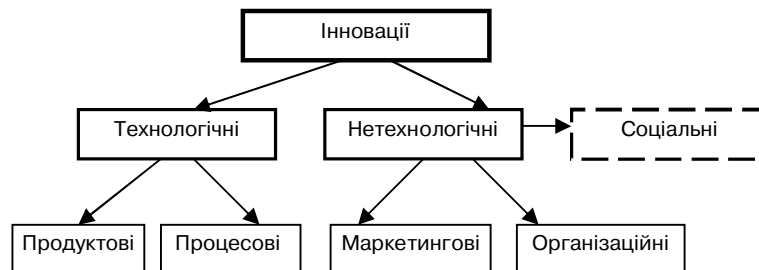 Інновації
Технологічні
Нетехнологічні
Соціальні
Продуктові
Процесові
Маркетингові
Організаційні